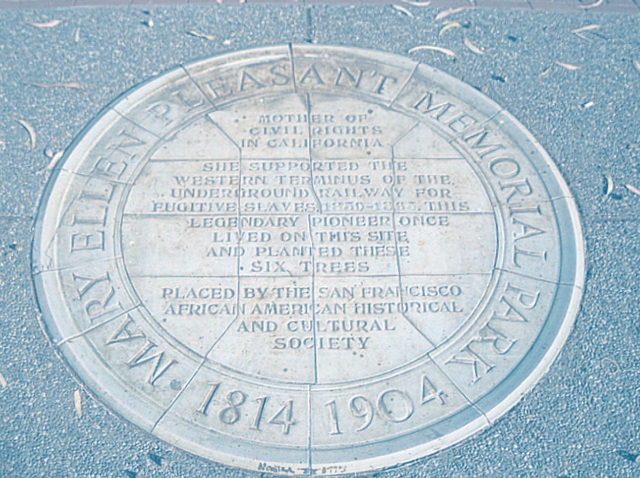 MARY ELLEN PLEASANT MEMORIAL PARK
MOTHER OF
CIVIL RIGHTS
IN CALIFORNIA
SHE SUPPORTED THE
WESTERN TERMINUS OF THE
UNDERGROUND RAILWAY FOR
FUGITIVE SLAVES, THIS
LEGENDARY PIONEER ONCE
LIVED ON THIS SITE
AND PLANTED THESE
SIX TREES
PLACED BY THE SAN FRANCISCO
AFRICAN AMERICAN HISTORICAL
AND CULTURAL
SOCIETY
1814 1904